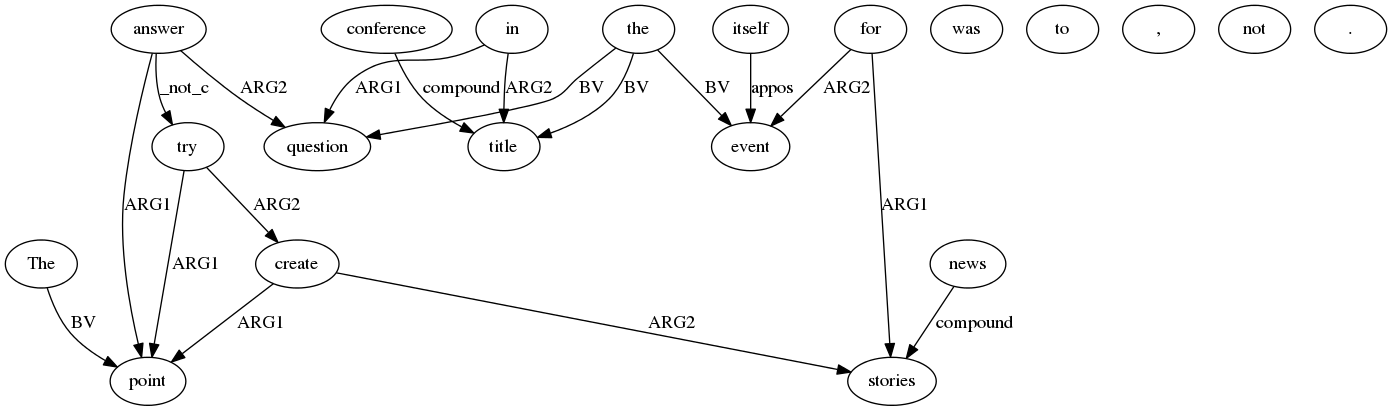 answer conference in the itself for was to , not .
_not_c ARG2 ARG1 compound ARG2 BV BV BV appos ARG2
try question title event
ARG1 ARG2 ARG1 ARG1
The create news
BV ARG1 ARG2 compound
point stories